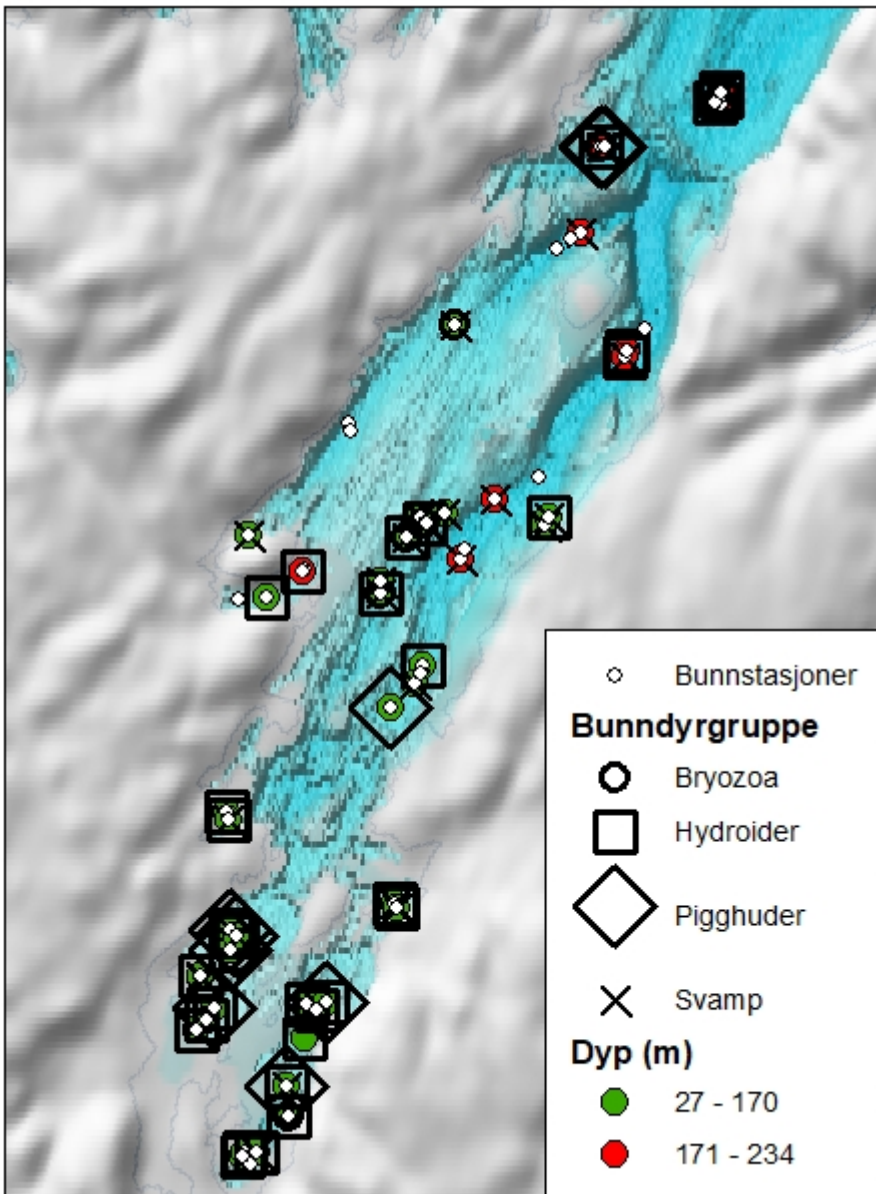 Bunnstasjoner
Bunndyrgruppe
Bryozoa
Hydroider
Pigghuder
Svamp
Dyp (m)
27 - 170
171 - 234